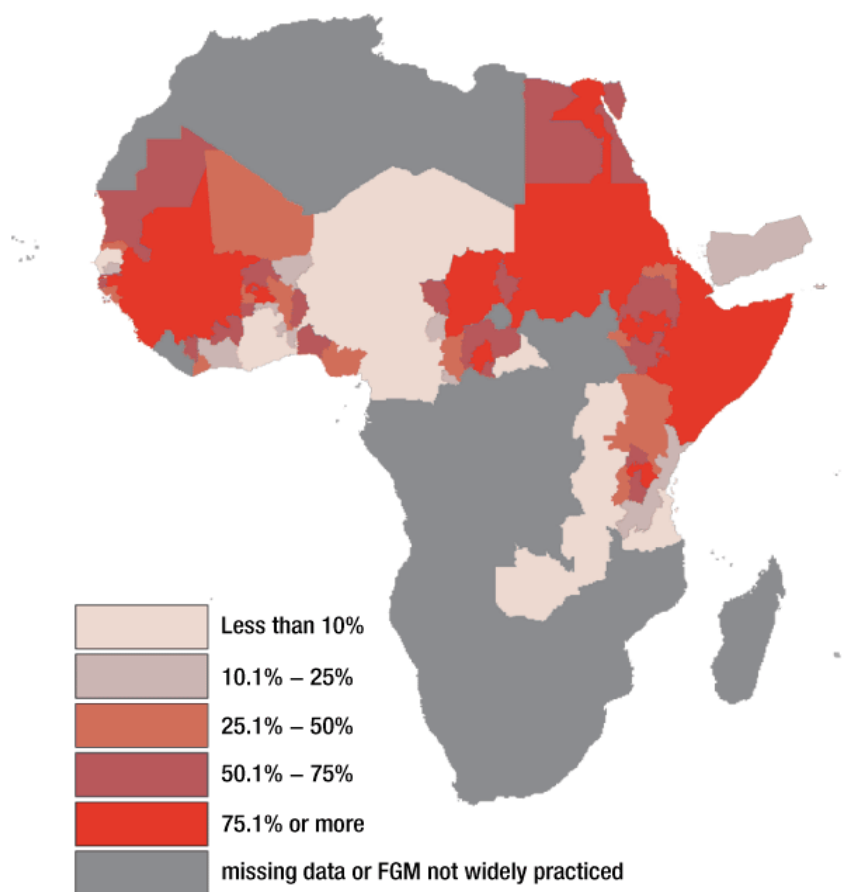 Less than 10%
10.1% – 25%
25.1% – 50%
50.1% – 75%
75.1% or more
missing data or FGM not widely practiced